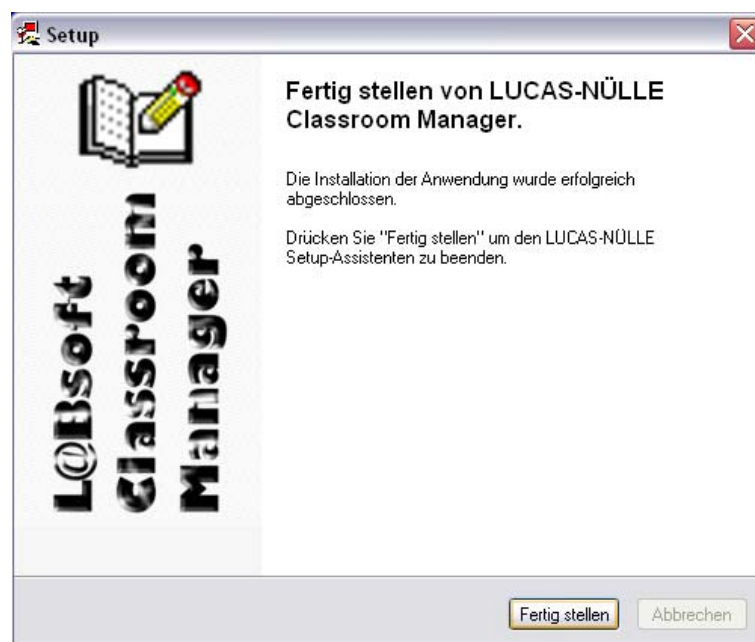 Setup
L@Bsoft
Classroom
Manager
Fertig stellen von LUCAS-NÜLLE
Classroom Manager.
Die Installation der Anwendung wurde erfolgreich
abgeschlossen.
Drücken Sie "Fertig stellen" um den LUCAS-NÜLLE
Setup-Assistenten zu beenden.
Fertig stellen
Abbrechen